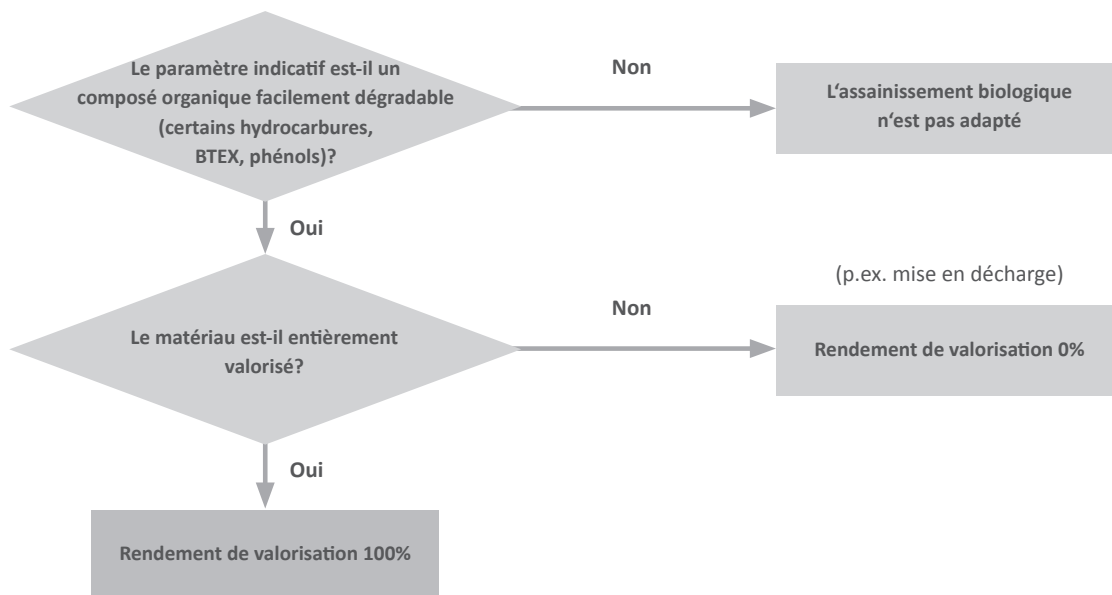 Le paramètre indicatif est-il un
composé organique facilement dégradable
(certains hydrocarbures,
BTEX, phénols)?
Non
L‘assainissement biologique
n‘est pas adapté
Oui
(p.ex. mise en décharge)
Le matériau est-il entièrement
valorisé?
Non
Rendement de valorisation 0%
Oui
Rendement de valorisation 100%